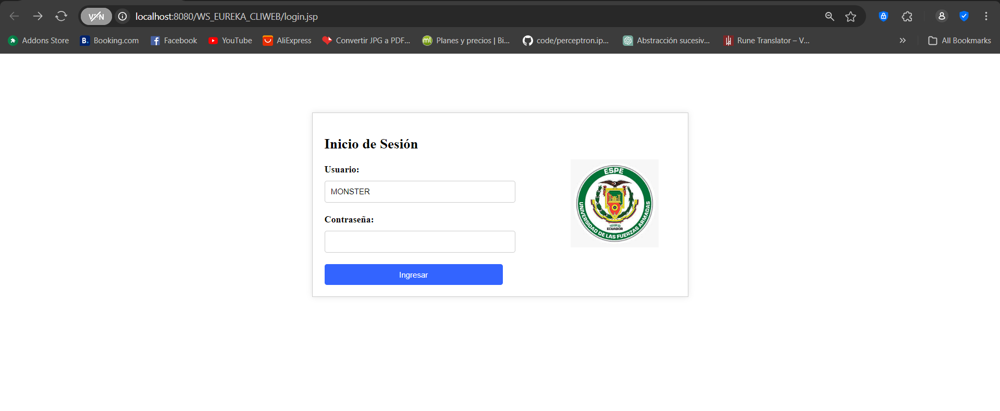 VPN localhost:8080/WS_EUREKA_CLIWEB/login.jsp
Addons Store Booking.com Facebook YouTube AliExpress Convertir JPG a PDF... Planes y precios | Bi... code/perceptron.ip... Abstracción sucesiv... Rune Translator – V... » All Bookmarks
Inicio de Sesión
Usuario:
MONSTER
Contraseña:
Ingresar
ESPE
1922
ECUADOR
UNIVERSIDAD DE LAS FUERZAS ARMADAS